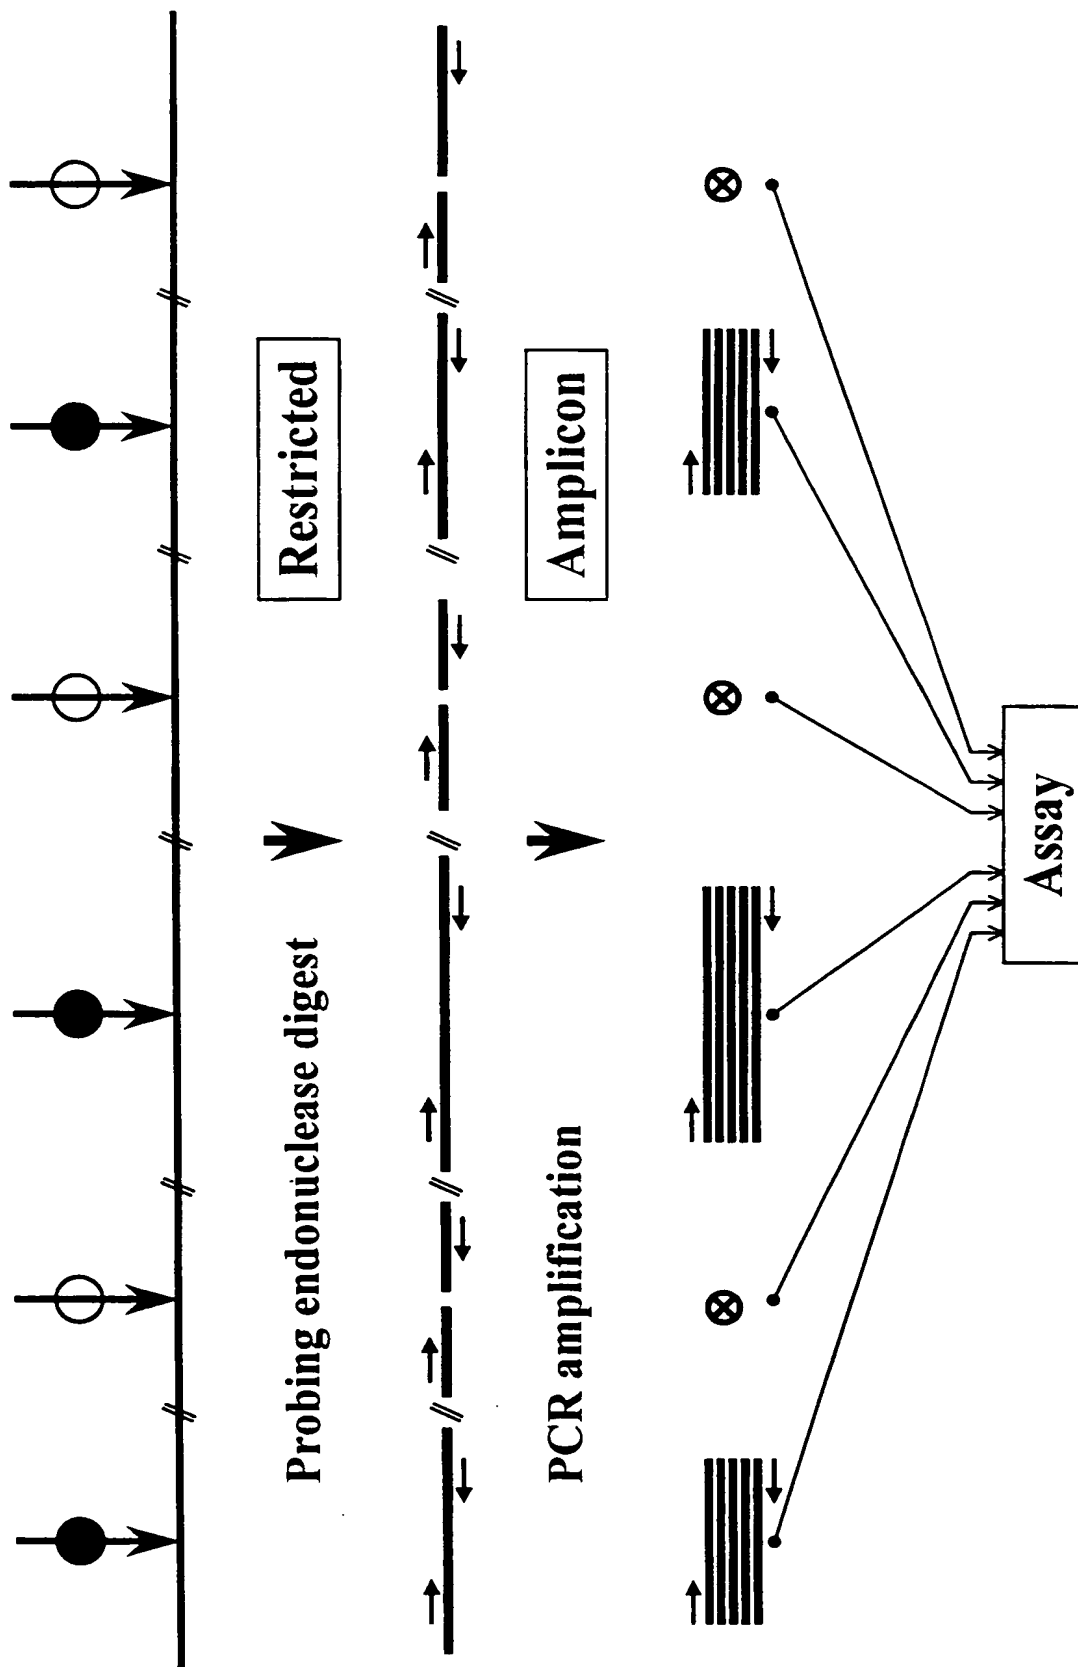 Probing endonuclease digest
Restricted
PCR amplification
Amplicon
Assay